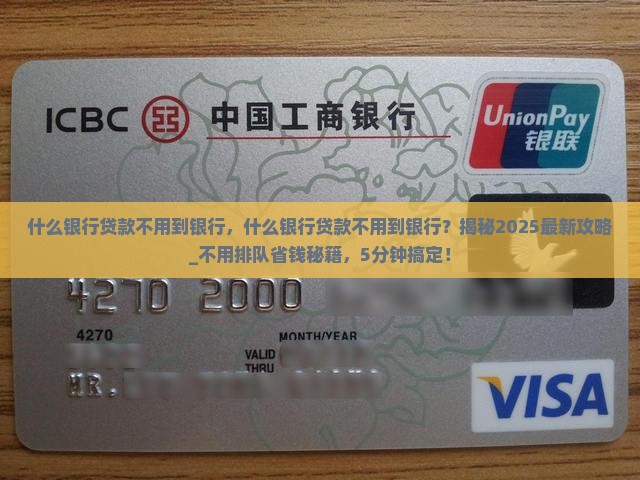 ICBC 中国工商银行
UnionPay
银联
什么银行贷款不用到银行，什么银行贷款不用到银行？揭秘2025最新攻略
_不用排队省钱秘籍，5分钟搞定！
4270 2000
4270
MONTH/YEAR
VALID
THRU
MR.
VISA